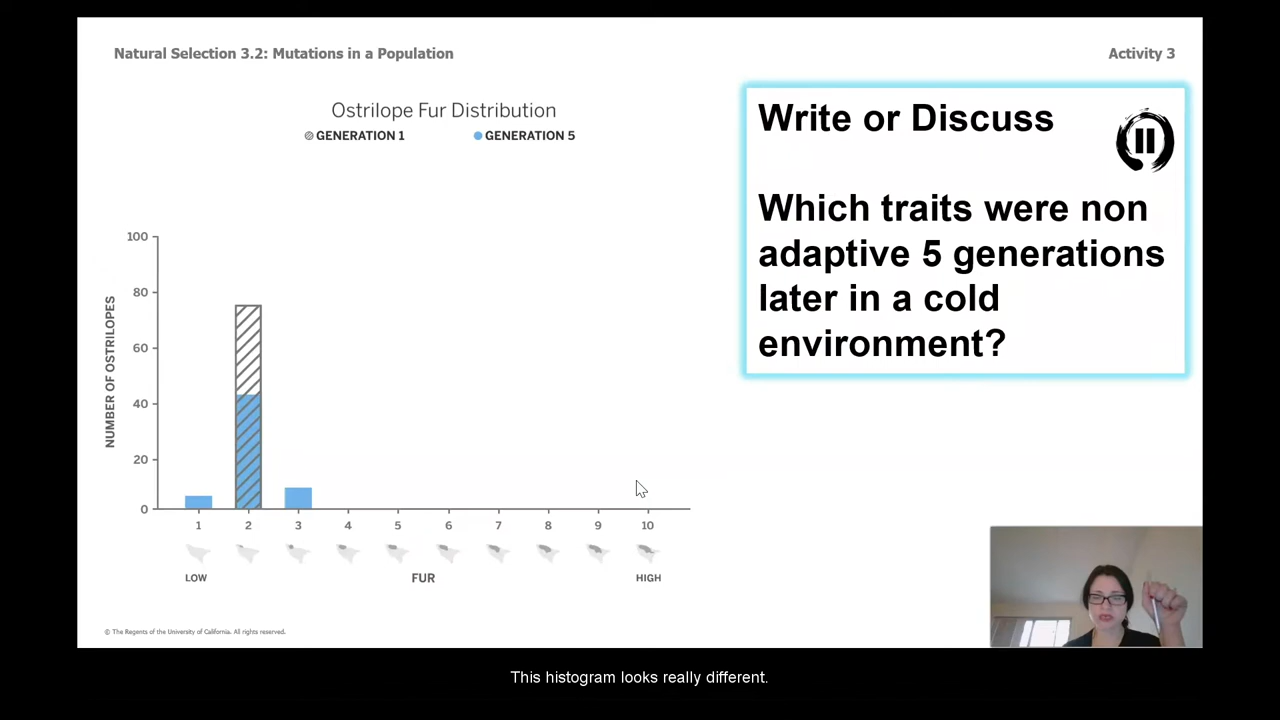 Natural Selection 3.2: Mutations in a Population
Activity 3
Ostrilope Fur Distribution
GENERATION 1
GENERATION 5
Write or Discuss
Which traits were non
adaptive 5 generations
later in a cold
environment?
NUMBER OF OSTRILOPES
100
80
60
40
20
0
1 2 3 4 5 6 7 8 9 10
LOW FUR HIGH
© The Regents of the University of California. All rights reserved.
This histogram looks really different.